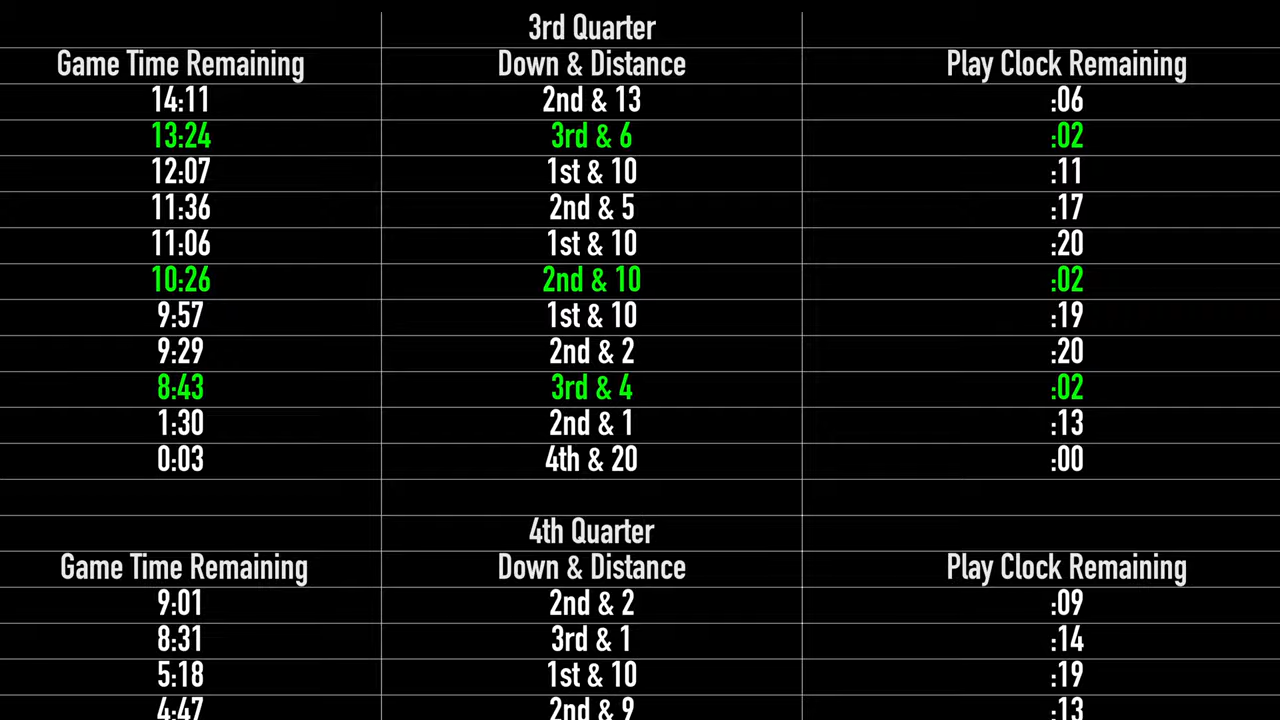 3rd Quarter
Game Time Remaining Down & Distance Play Clock Remaining
14:11 2nd & 13 :06
13:24 3rd & 6 :02
12:07 1st & 10 :11
11:36 2nd & 5 :17
11:06 1st & 10 :20
10:26 2nd & 10 :02
9:57 1st & 10 :19
9:29 2nd & 2 :20
8:43 3rd & 4 :02
1:30 2nd & 1 :13
0:03 4th & 20 :00
4th Quarter
Game Time Remaining Down & Distance Play Clock Remaining
9:01 2nd & 2 :09
8:31 3rd & 1 :14
5:18 1st & 10 :19
4:47 2nd & 9 :13